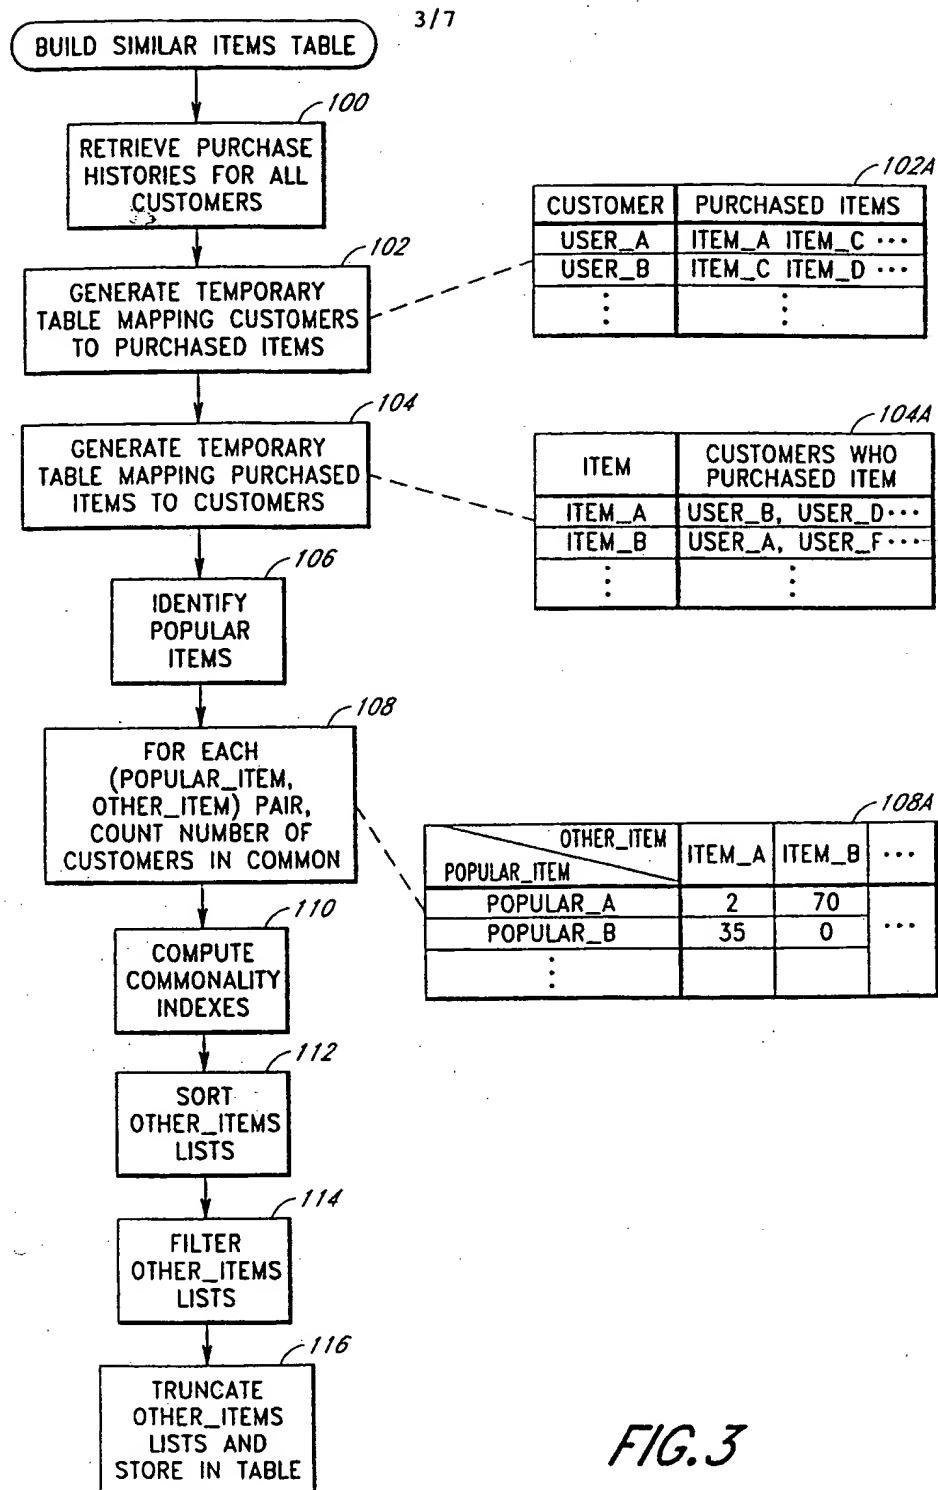 3/7
BUILD SIMILAR ITEMS TABLE
100
RETRIEVE PURCHASE
HISTORIES FOR ALL
CUSTOMERS
102
GENERATE TEMPORARY
TABLE MAPPING CUSTOMERS
TO PURCHASED ITEMS
102A
CUSTOMER PURCHASED ITEMS
USER_A ITEM_A ITEM_C ···
USER_B ITEM_C ITEM_D ···
⋮ ⋮
104
GENERATE TEMPORARY
TABLE MAPPING PURCHASED
ITEMS TO CUSTOMERS
104A
ITEM CUSTOMERS WHO
PURCHASED ITEM
ITEM_A USER_B, USER_D···
ITEM_B USER_A, USER_F···
⋮ ⋮
106
IDENTIFY
POPULAR
ITEMS
108
FOR EACH
(POPULAR_ITEM,
OTHER_ITEM) PAIR,
COUNT NUMBER OF
CUSTOMERS IN COMMON
108A
OTHER_ITEM
POPULAR_ITEM ITEM_A ITEM_B ···
POPULAR_A 2 70
POPULAR_B 35 0 ···
⋮
110
COMPUTE
COMMONALITY
INDEXES
112
SORT
OTHER_ITEMS
LISTS
114
FILTER
OTHER_ITEMS
LISTS
116
TRUNCATE
OTHER_ITEMS
LISTS AND
STORE IN TABLE
FIG.3